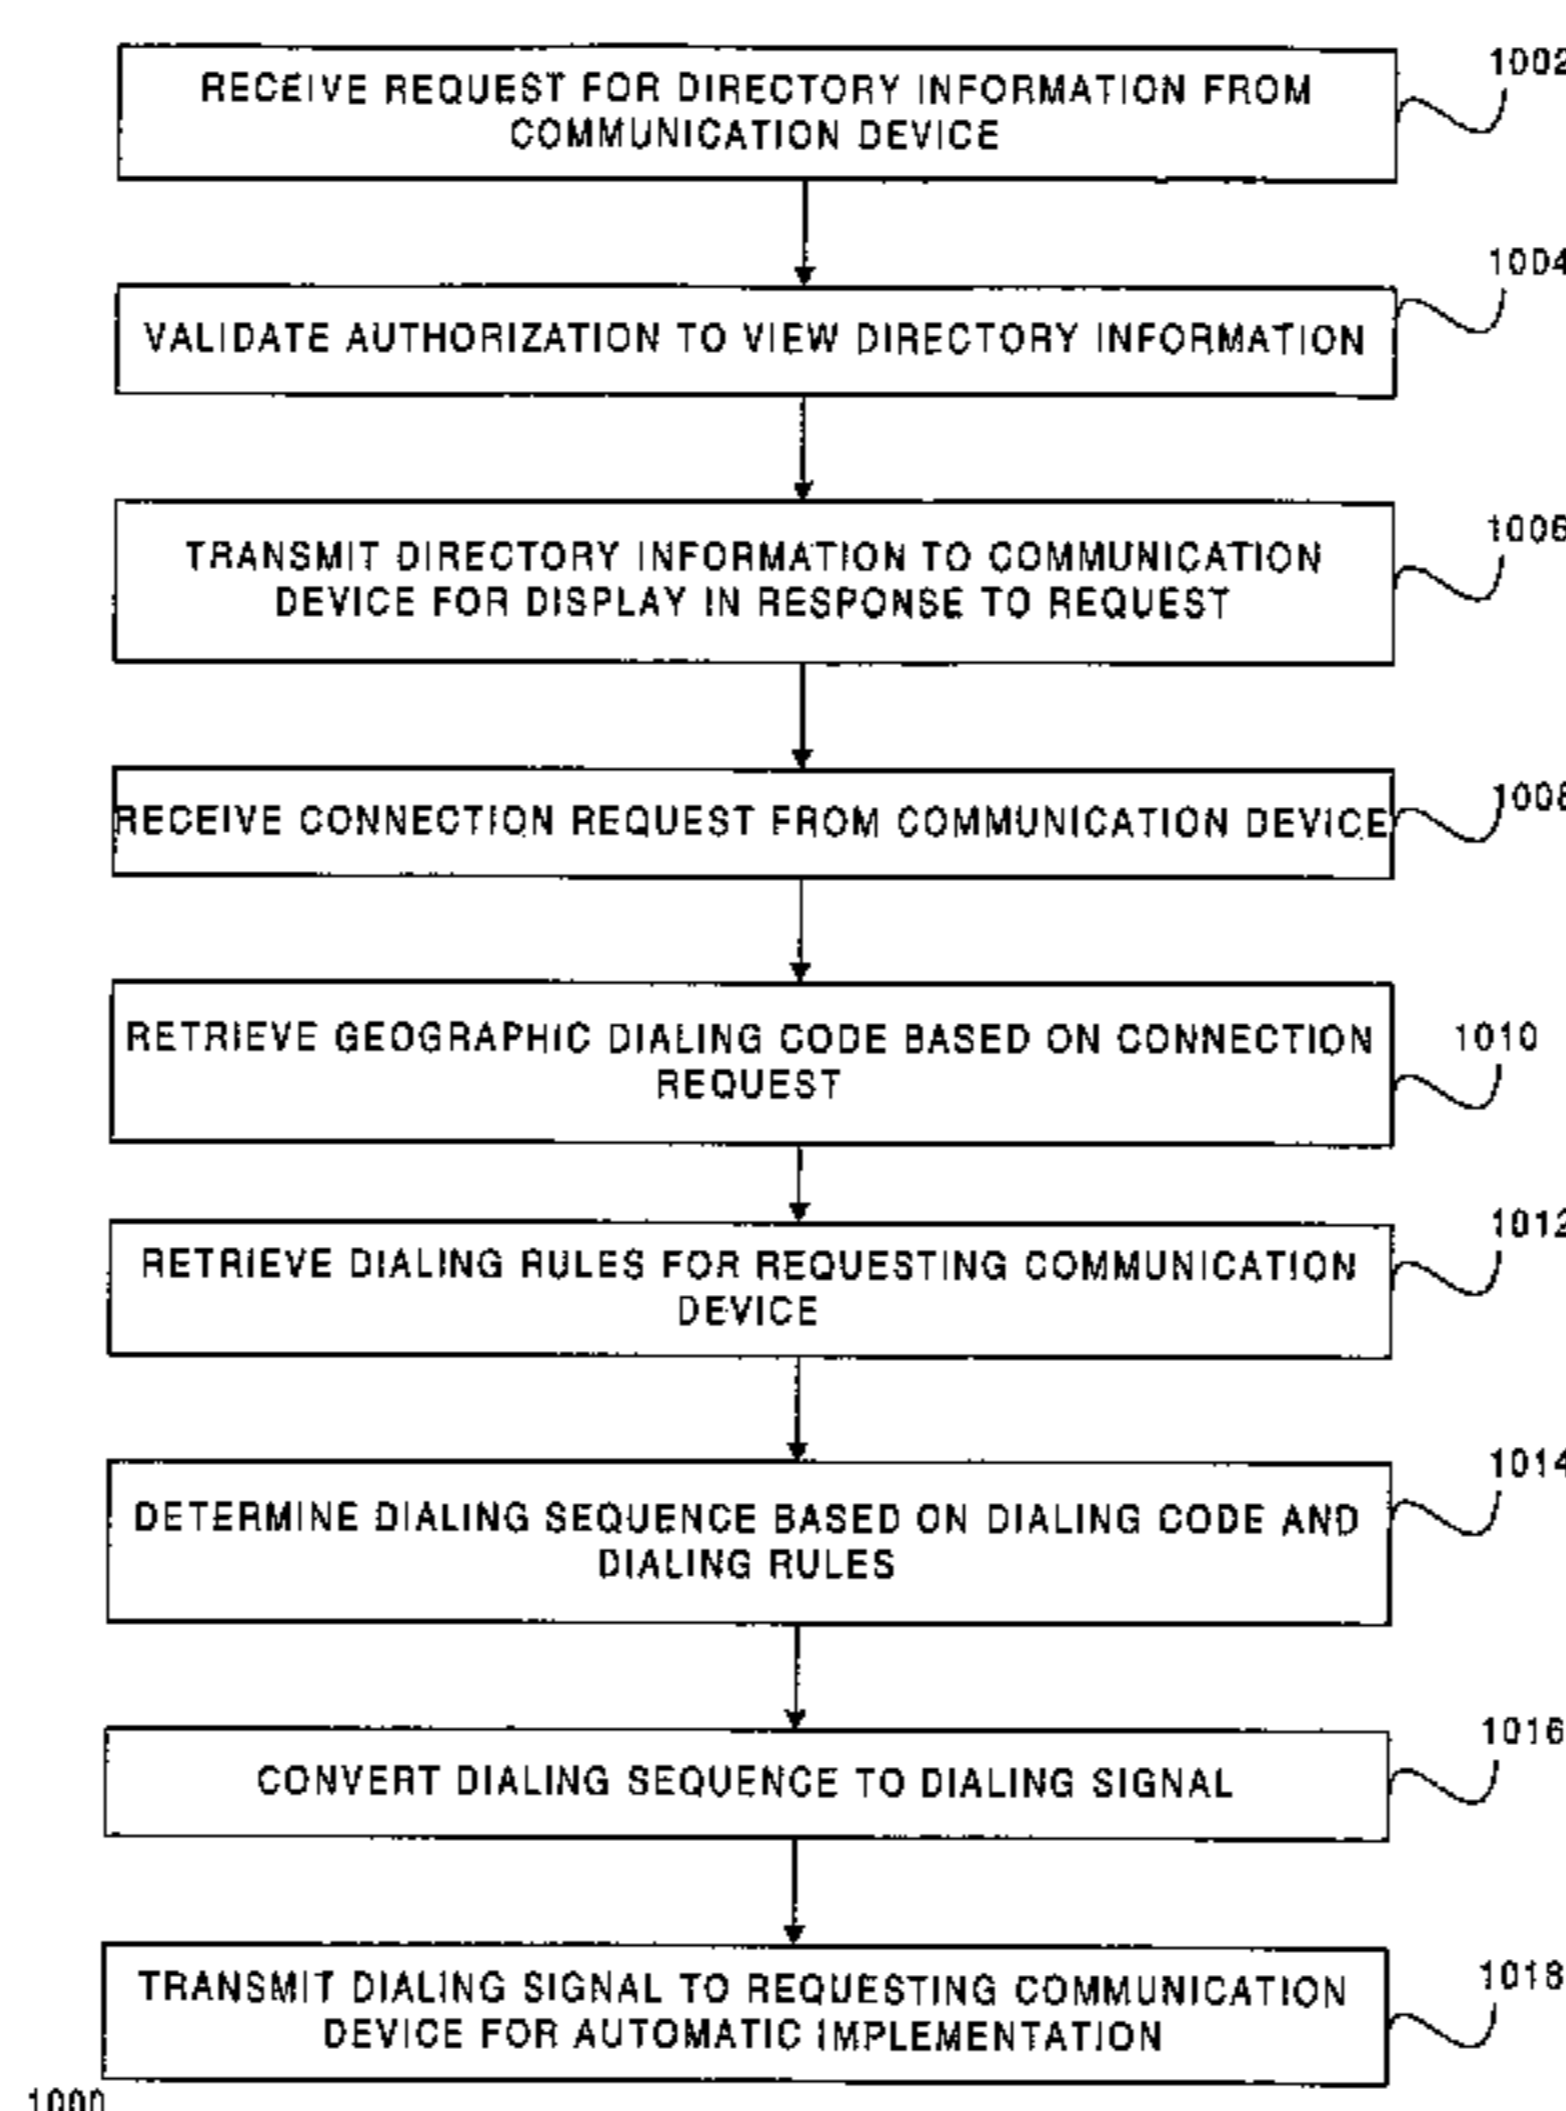 RECEIVE REQUEST FOR DIRECTORY INFORMATION FROM
COMMUNICATION DEVICE
1002
VALIDATE AUTHORIZATION TO VIEW DIRECTORY INFORMATION
1004
TRANSMIT DIRECTORY INFORMATION TO COMMUNICATION
DEVICE FOR DISPLAY IN RESPONSE TO REQUEST
1006
RECEIVE CONNECTION REQUEST FROM COMMUNICATION DEVICE
1008
RETRIEVE GEOGRAPHIC DIALING CODE BASED ON CONNECTION
REQUEST
1010
RETRIEVE DIALING RULES FOR REQUESTING COMMUNICATION
DEVICE
1012
DETERMINE DIALING SEQUENCE BASED ON DIALING CODE AND
DIALING RULES
1014
CONVERT DIALING SEQUENCE TO DIALING SIGNAL
1016
TRANSMIT DIALING SIGNAL TO REQUESTING COMMUNICATION
DEVICE FOR AUTOMATIC IMPLEMENTATION
1018
1000